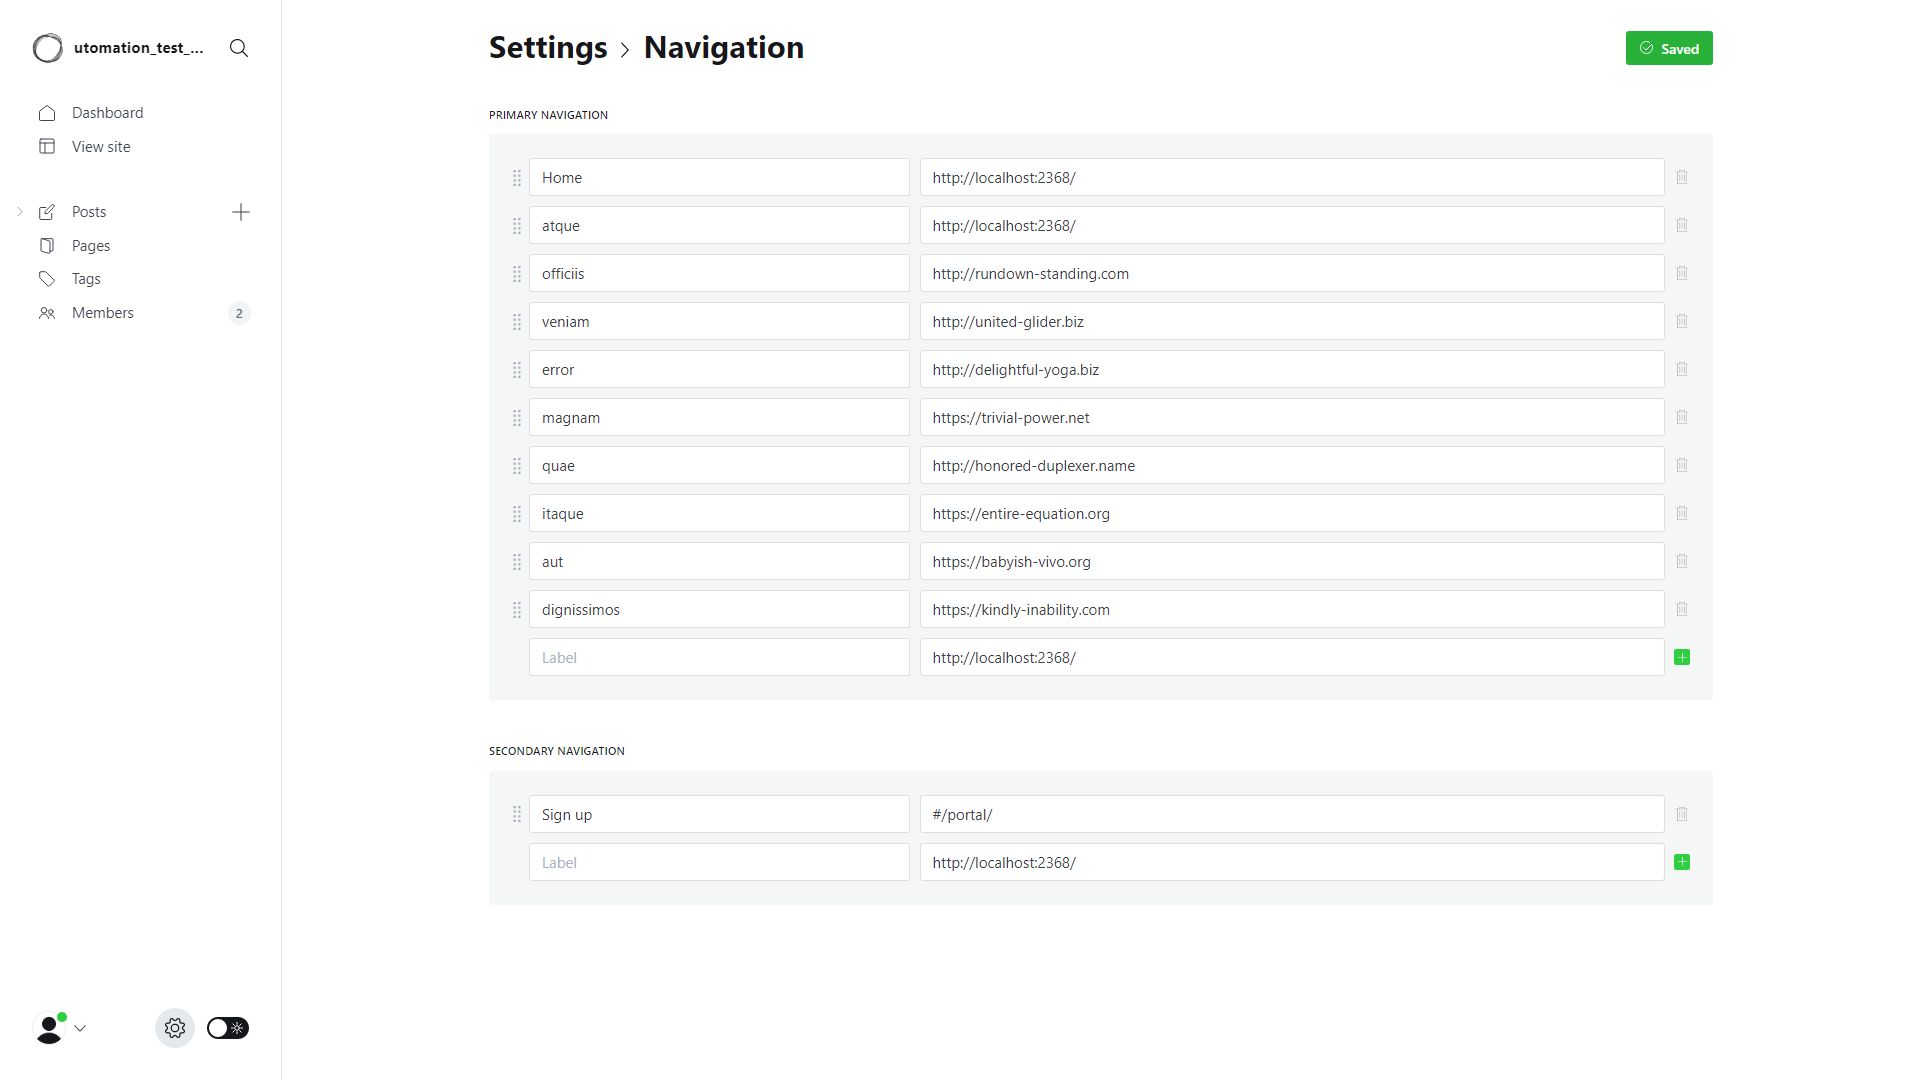 utomation_test_...
Dashboard
View site
Posts
Pages
Tags
Members 2
Settings Navigation
Saved
PRIMARY NAVIGATION
Home http://localhost:2368/
atque http://localhost:2368/
officiis http://rundown-standing.com
veniam http://united-glider.biz
error http://delightful-yoga.biz
magnam https://trivial-power.net
quae http://honored-duplexer.name
itaque https://entire-equation.org
aut https://babyish-vivo.org
dignissimos https://kindly-inability.com
Label http://localhost:2368/
SECONDARY NAVIGATION
Sign up #/portal/
Label http://localhost:2368/